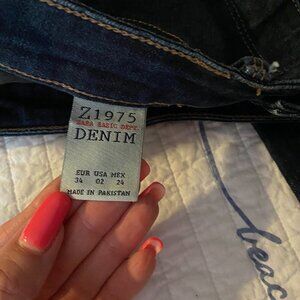 Z1975
ZARA BASIC DEPT.
DENIM
EUR USA MEX
34 02 24
MADE IN PAKISTAN
beac